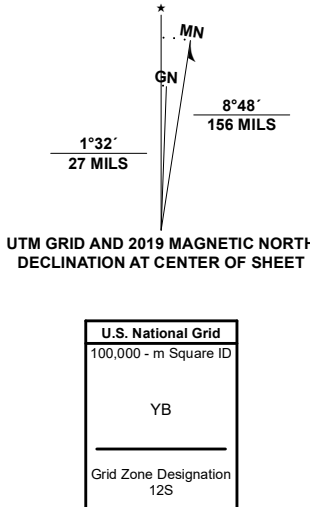 ★
MN
GN
8°48´
156 MILS
1°32´
27 MILS
UTM GRID AND 2019 MAGNETIC NORTH
DECLINATION AT CENTER OF SHEET
U.S. National Grid
100,000 - m Square ID
YB
Grid Zone Designation
12S